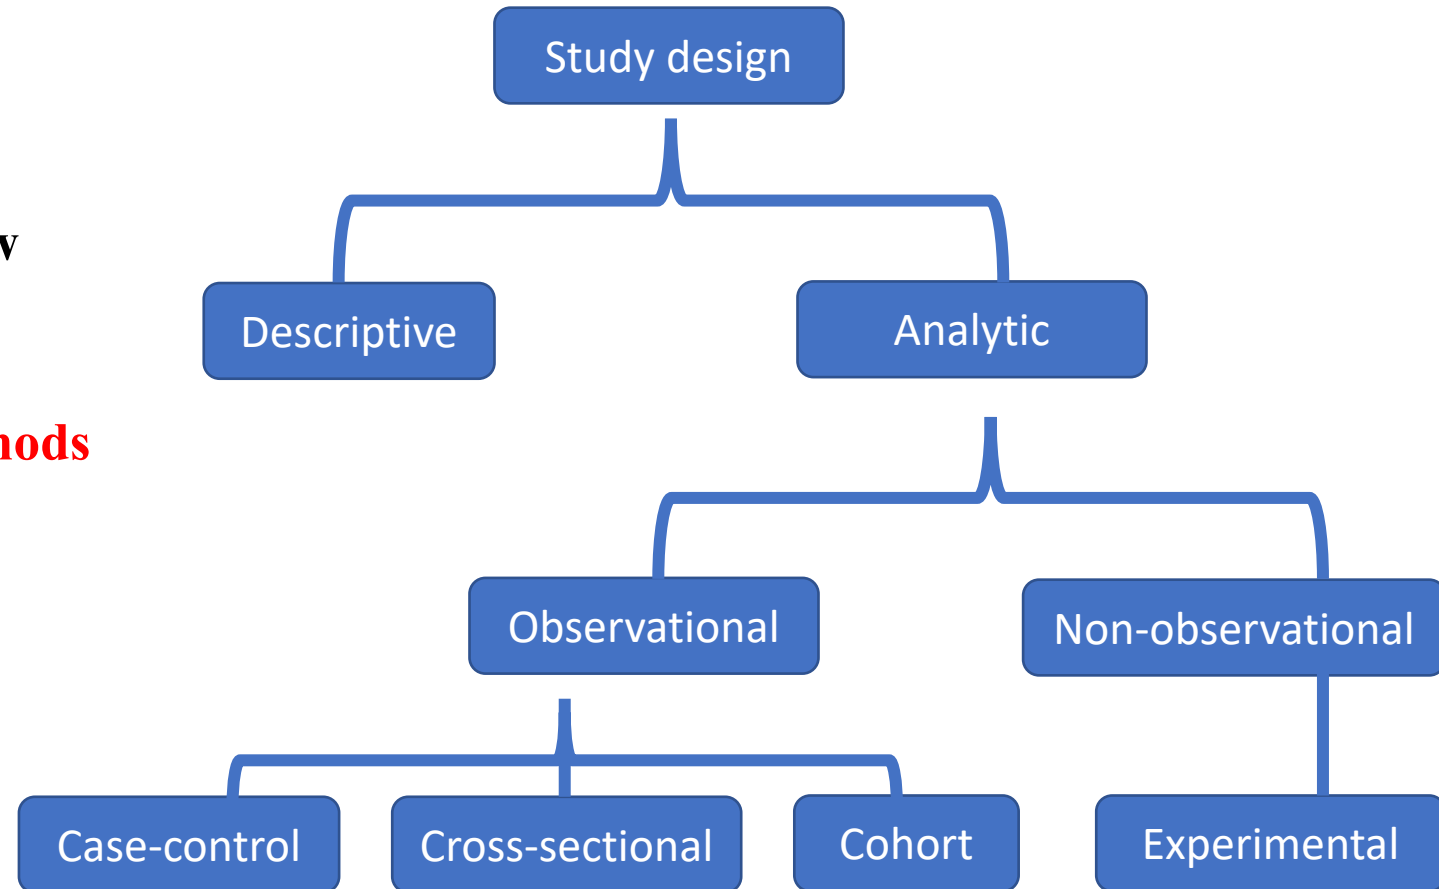 Study design
Descriptive
Analytic
Observational
Non-observational
Case-control
Cross-sectional
Cohort
Experimental